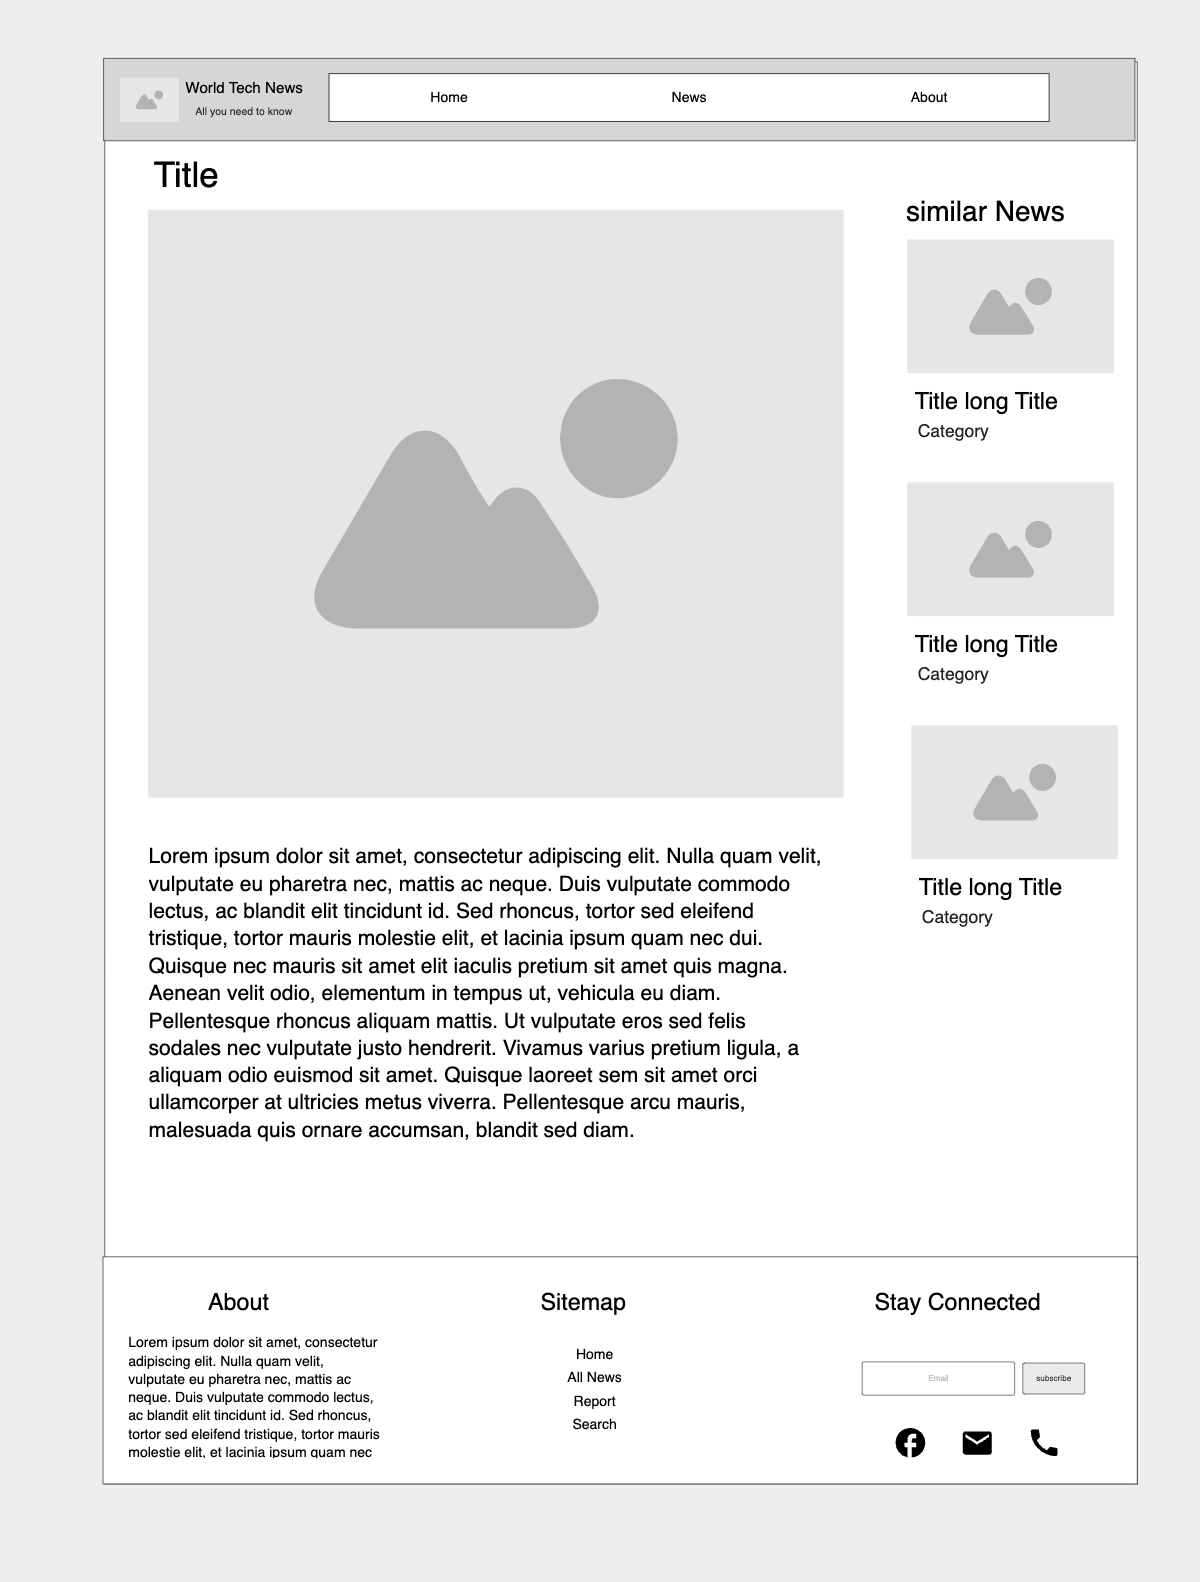 World Tech News
All you need to know
Home
News
About
Title
Lorem ipsum dolor sit amet, consectetur adipiscing elit. Nulla quam velit,
vulputate eu pharetra nec, mattis ac neque. Duis vulputate commodo
lectus, ac blandit elit tincidunt id. Sed rhoncus, tortor sed eleifend
tristique, tortor mauris molestie elit, et lacinia ipsum quam nec dui.
Quisque nec mauris sit amet elit iaculis pretium sit amet quis magna.
Aenean velit odio, elementum in tempus ut, vehicula eu diam.
Pellentesque rhoncus aliquam mattis. Ut vulputate eros sed felis
sodales nec vulputate justo hendrerit. Vivamus varius pretium ligula, a
aliquam odio euismod sit amet. Quisque laoreet sem sit amet orci
ullamcorper at ultricies metus viverra. Pellentesque arcu mauris,
malesuada quis ornare accumsan, blandit sed diam.
similar News
Title long Title
Category
Title long Title
Category
Title long Title
Category
About
Lorem ipsum dolor sit amet, consectetur
adipiscing elit. Nulla quam velit,
vulputate eu pharetra nec, mattis ac
neque. Duis vulputate commodo lectus,
ac blandit elit tincidunt id. Sed rhoncus,
tortor sed eleifend tristique, tortor mauris
molestie elit, et lacinia ipsum quam nec
Sitemap
Home
All News
Report
Search
Stay Connected
Email
subscribe